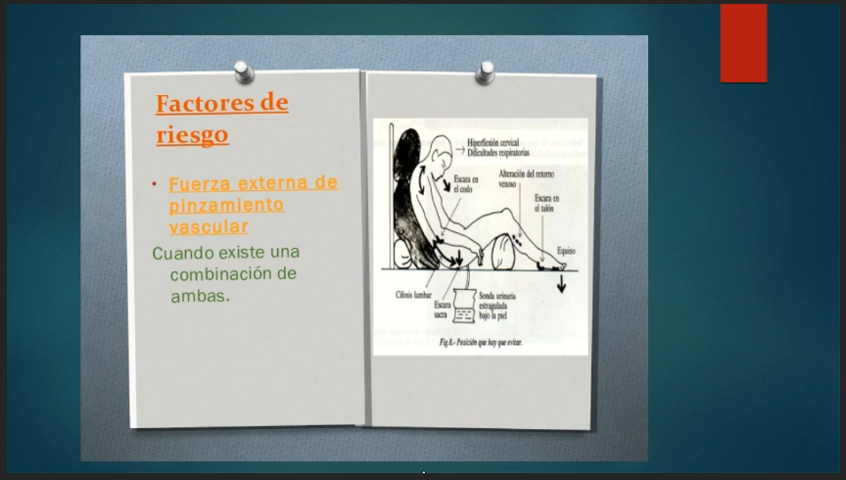 Factores de
riesgo
• Fuerza externa de
pinzamiento
vascular
Cuando existe una
combinación de
ambas.
Hiperflexión cervical
Dificultades respiratorias
Escara en
el codo
Alteración del retorno
venoso
Escara en
el talón
Equino
Cifosis lumbar
Escara
sacra
Sonda urinaria
estrangulada
bajo la piel
Fig 8.- Posición que hay que evitar.